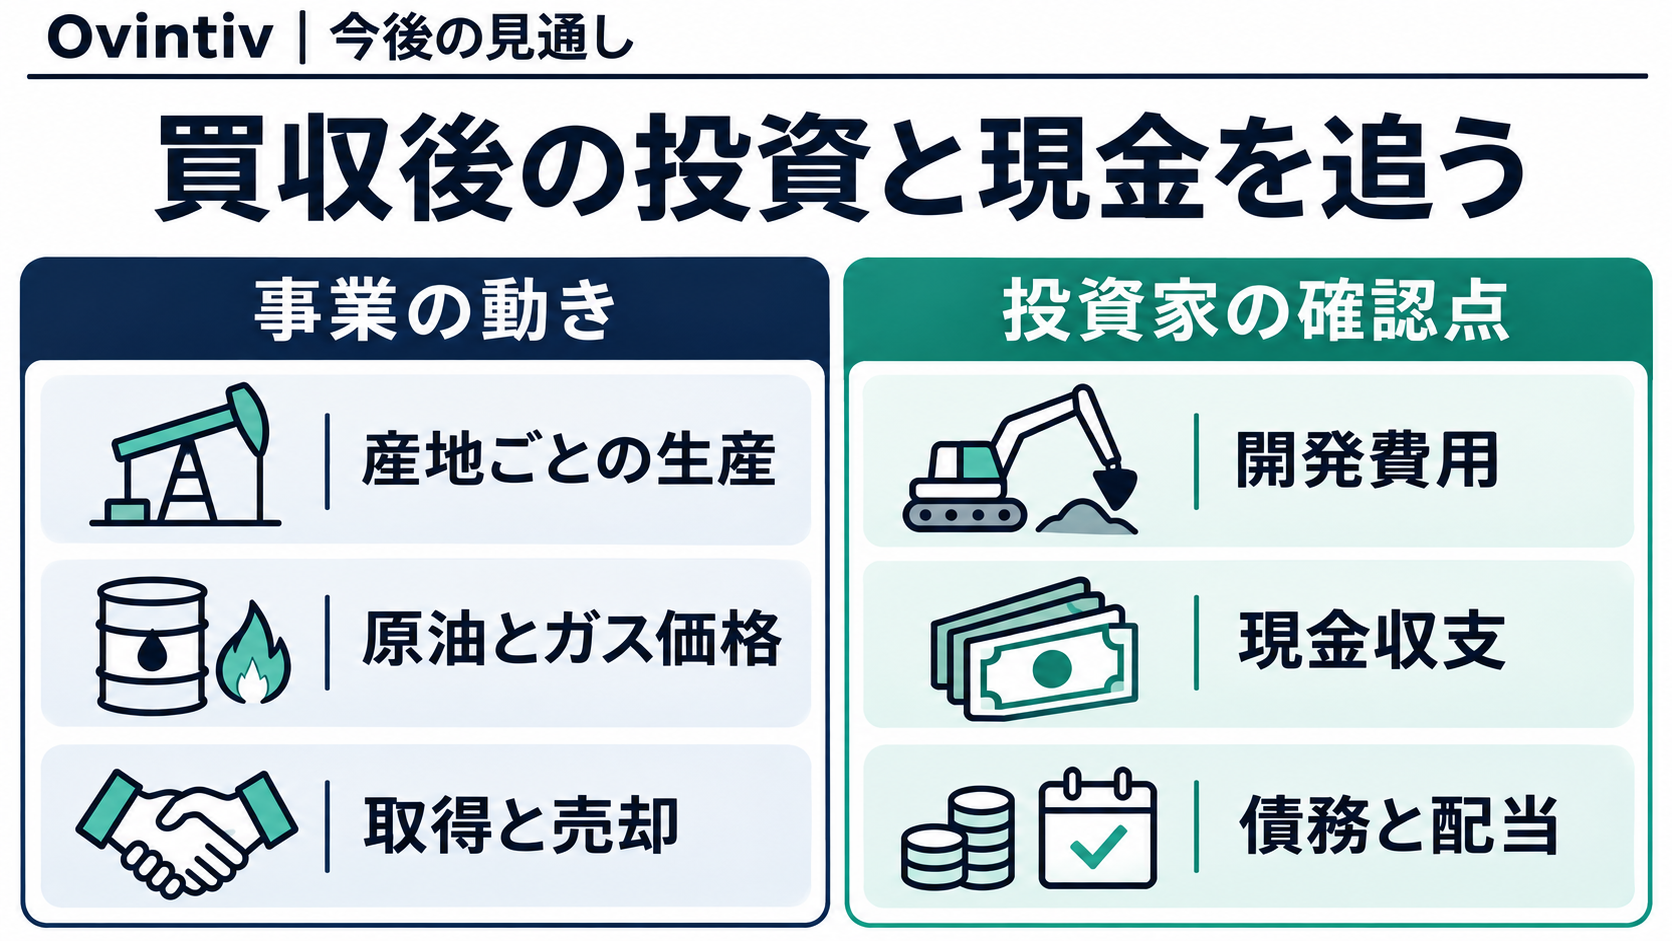 Ovintiv | 今後の見通し
買収後の投資と現金を追う
事業の動き
産地ごとの生産
原油とガス価格
取得と売却
投資家の確認点
開発費用
現金収支
債務と配当